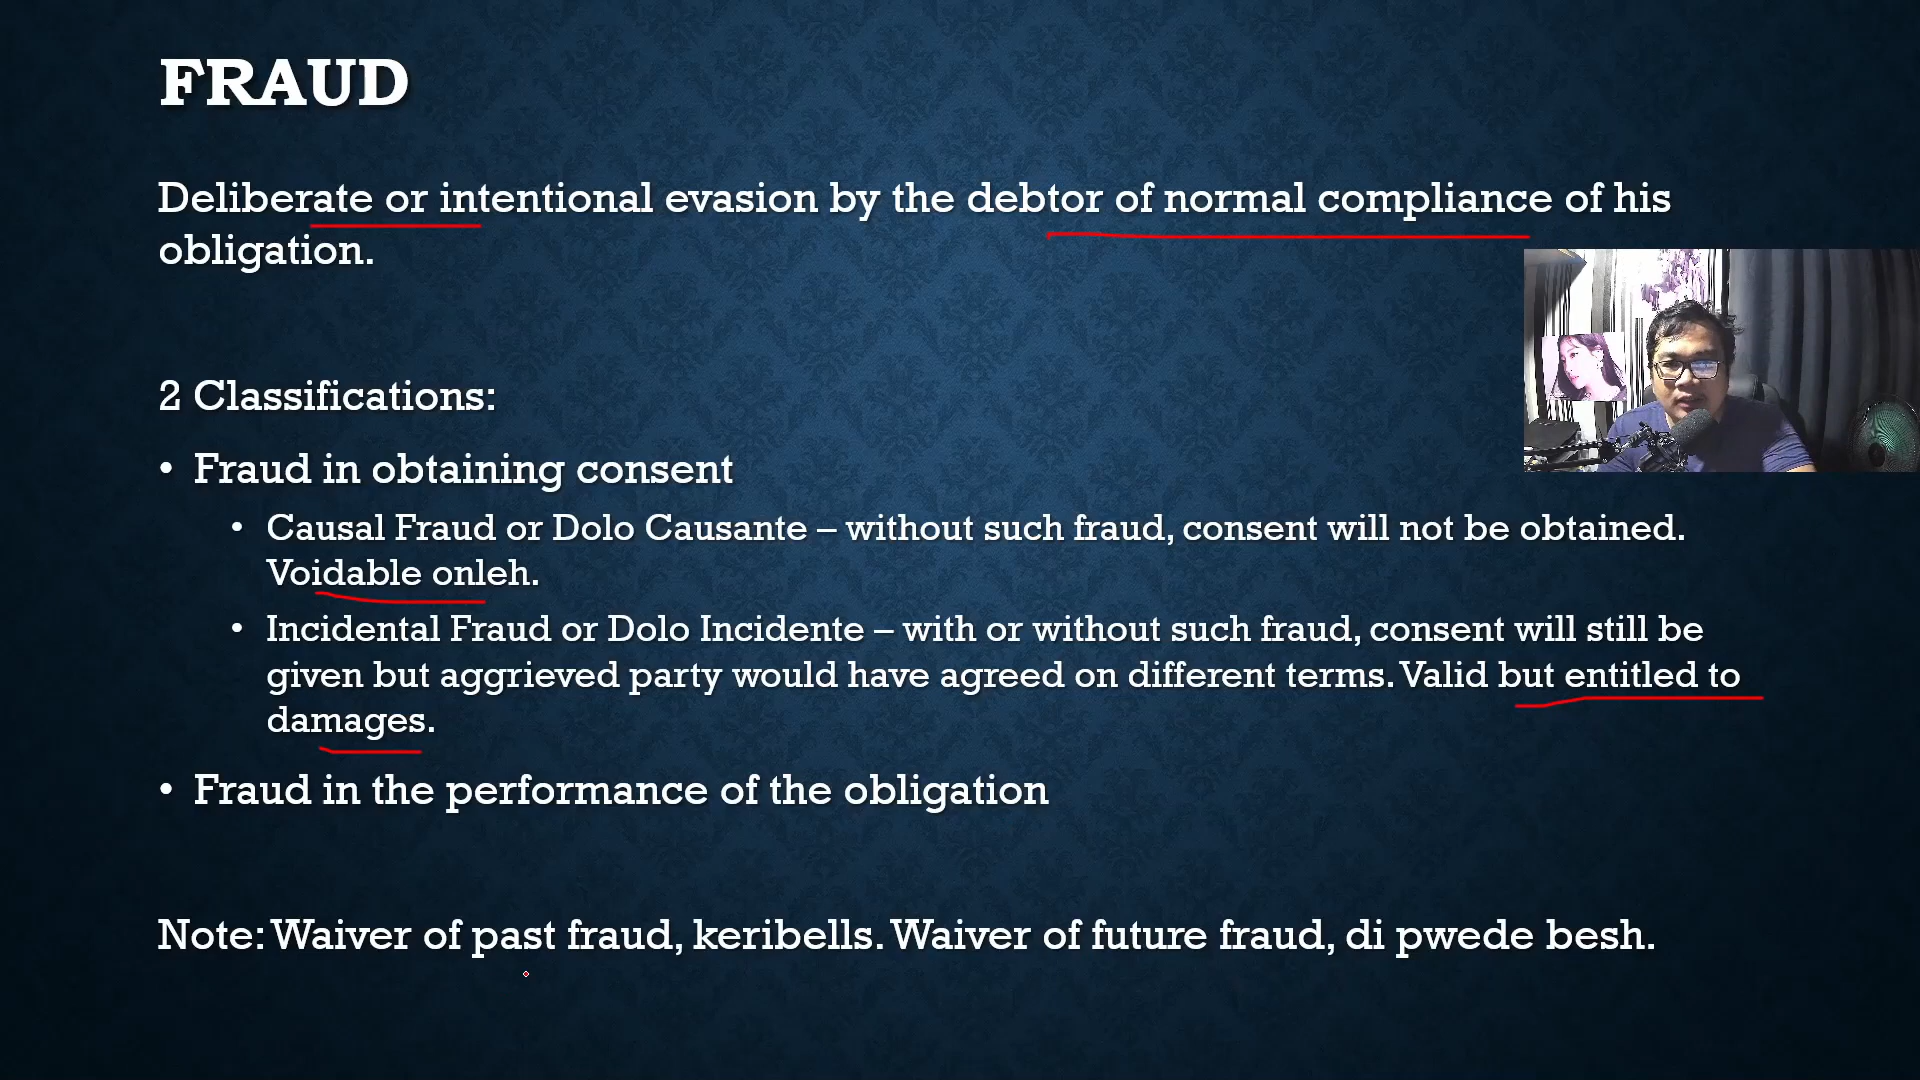 FRAUD
Deliberate or intentional evasion by the debtor of normal compliance of his
obligation.
2 Classifications:
• Fraud in obtaining consent
• Causal Fraud or Dolo Causante – without such fraud, consent will not be obtained.
Voidable onleh.
• Incidental Fraud or Dolo Incidente – with or without such fraud, consent will still be
given but aggrieved party would have agreed on different terms. Valid but entitled to
damages.
• Fraud in the performance of the obligation
Note: Waiver of past fraud, keribells. Waiver of future fraud, di pwede besh.